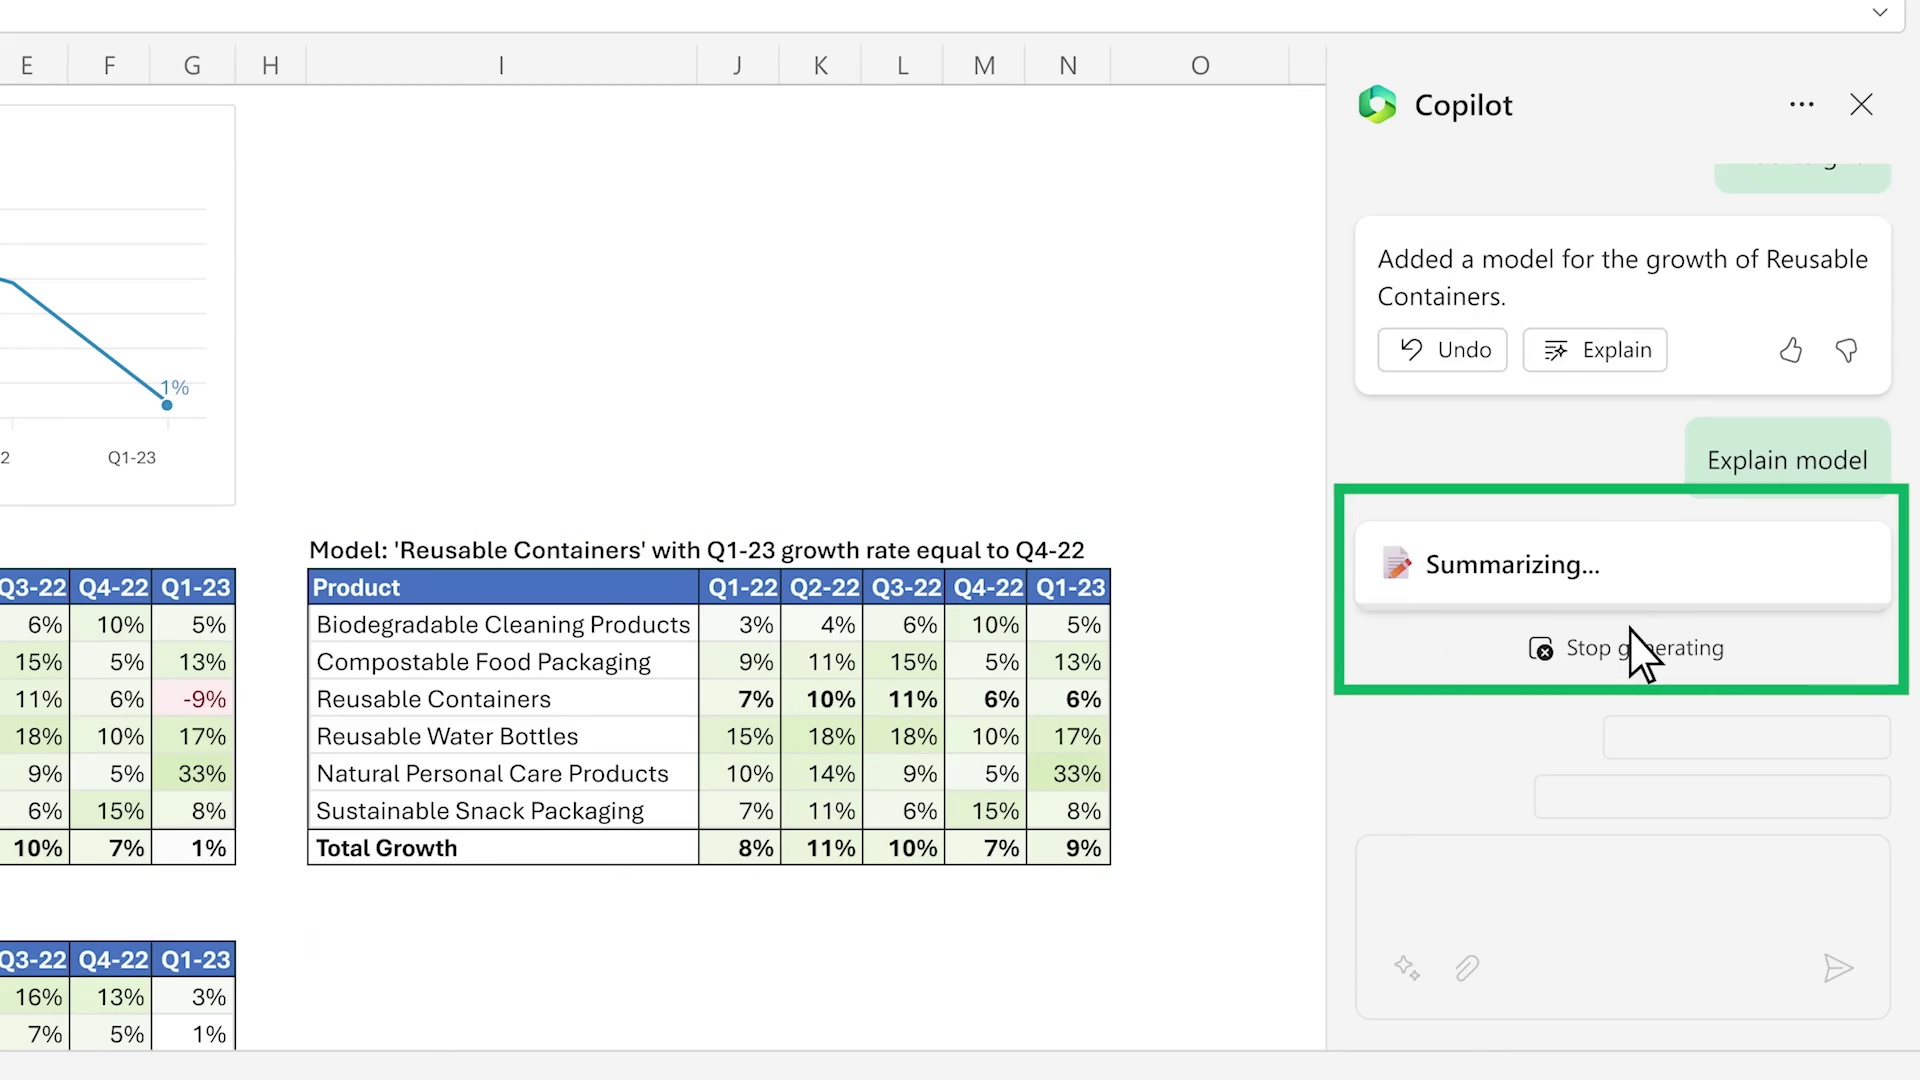 E F G H I J K L M N O
Copilot
Added a model for the growth of Reusable
Containers.
Undo Explain
Explain model
Summarizing...
Stop generating
1%
2 Q1-23
Model: 'Reusable Containers' with Q1-23 growth rate equal to Q4-22
Q3-22 Q4-22 Q1-23 Product Q1-22 Q2-22 Q3-22 Q4-22 Q1-23
6% 10% 5% Biodegradable Cleaning Products 3% 4% 6% 10% 5%
15% 5% 13% Compostable Food Packaging 9% 11% 15% 5% 13%
11% 6% -9% Reusable Containers 7% 10% 11% 6% 6%
18% 10% 17% Reusable Water Bottles 15% 18% 18% 10% 17%
9% 5% 33% Natural Personal Care Products 10% 14% 9% 5% 33%
6% 15% 8% Sustainable Snack Packaging 7% 11% 6% 15% 8%
10% 7% 1% Total Growth 8% 11% 10% 7% 9%
Q3-22 Q4-22 Q1-23
16% 13% 3%
7% 5% 1%